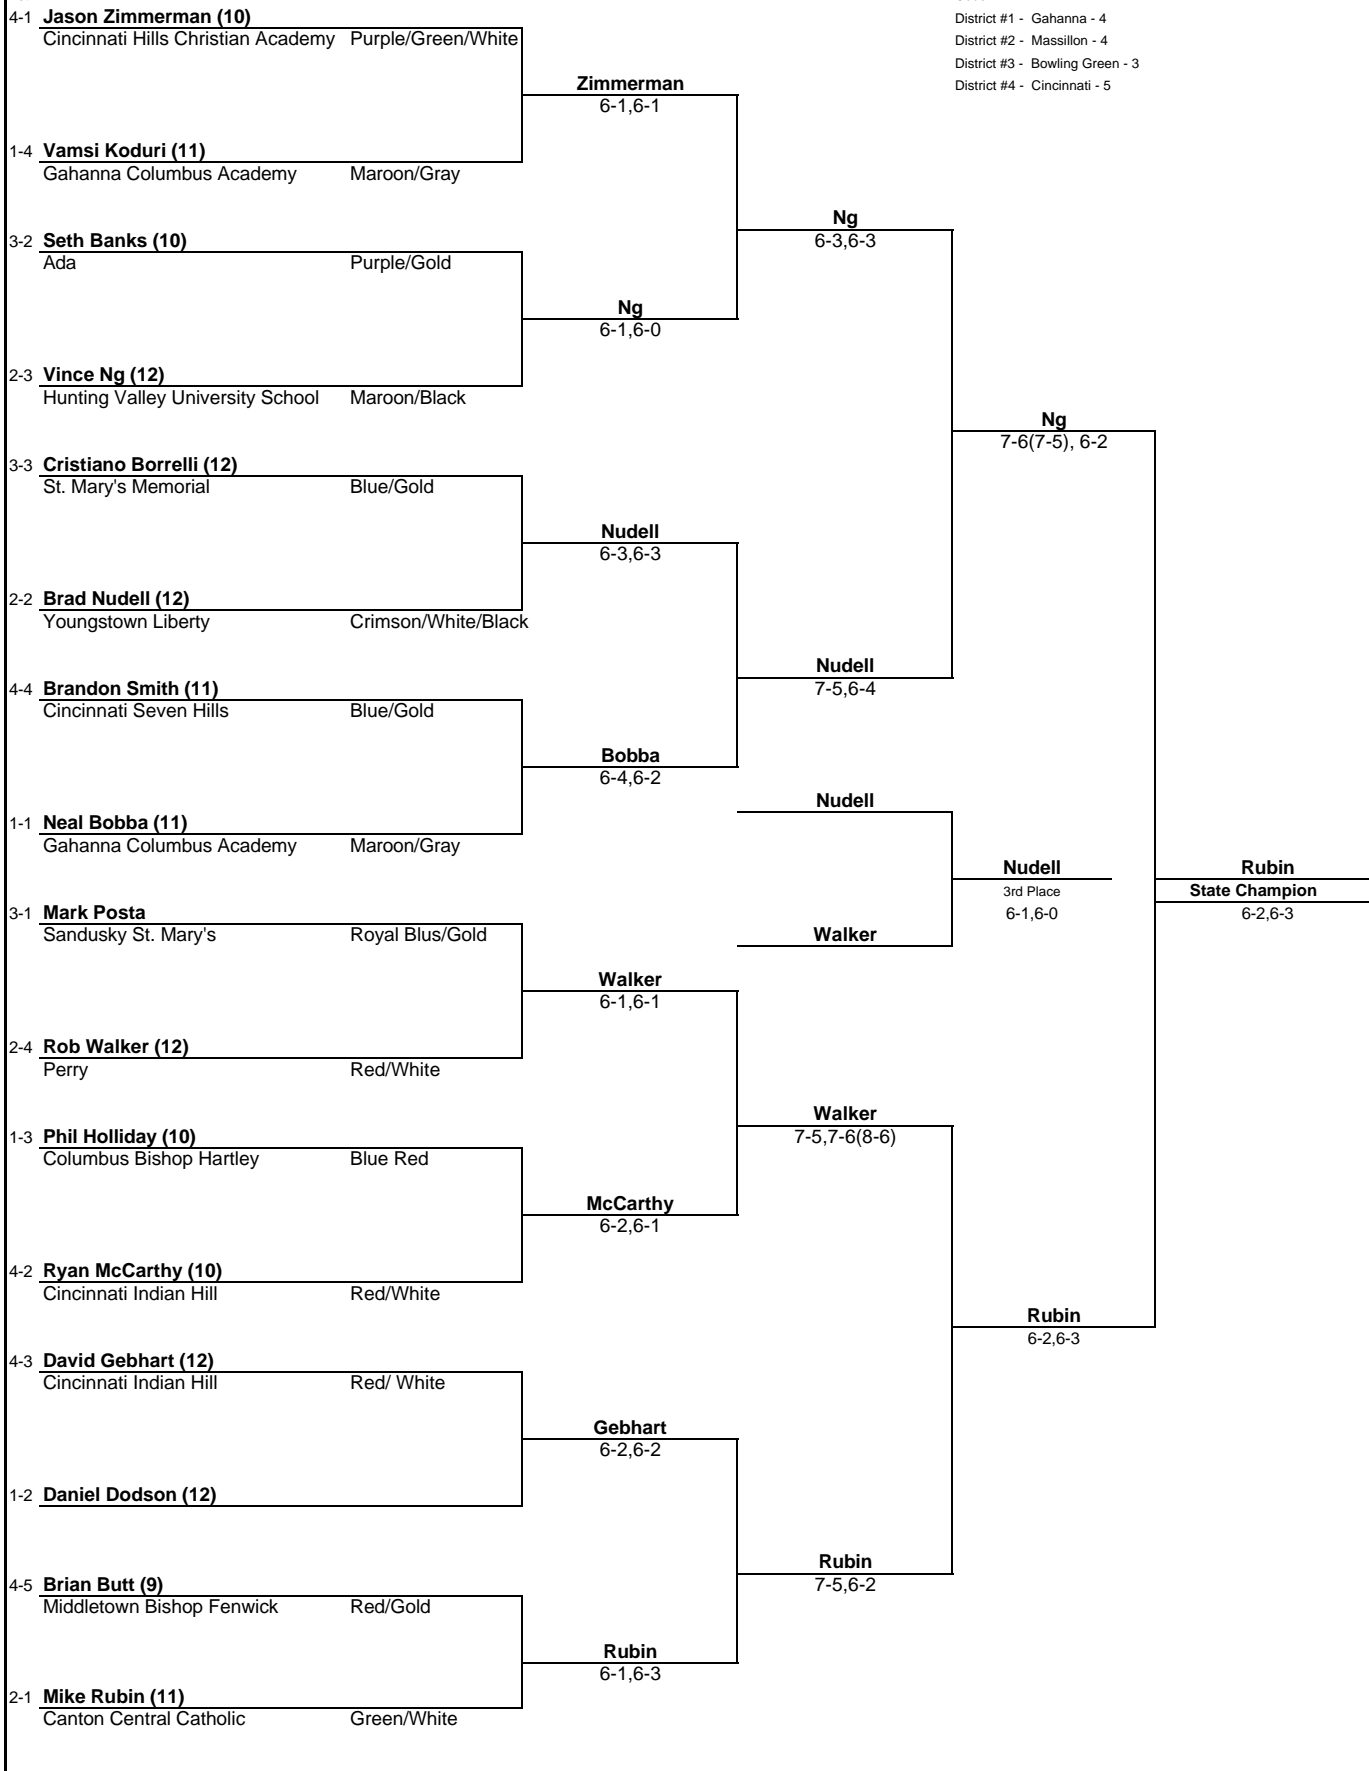 4-1 Jason Zimmerman (10)
Cincinnati Hills Christian Academy Purple/Green/White
District #1 - Gahanna - 4
District #2 - Massillon - 4
District #3 - Bowling Green - 3
District #4 - Cincinnati - 5
Zimmerman
6-1,6-1
1-4 Vamsi Koduri (11)
Gahanna Columbus Academy Maroon/Gray
Ng
6-3,6-3
3-2 Seth Banks (10)
Ada Purple/Gold
Ng
6-1,6-0
2-3 Vince Ng (12)
Hunting Valley University School Maroon/Black
Ng
7-6(7-5), 6-2
3-3 Cristiano Borrelli (12)
St. Mary's Memorial Blue/Gold
Nudell
6-3,6-3
2-2 Brad Nudell (12)
Youngstown Liberty Crimson/White/Black
Nudell
7-5,6-4
4-4 Brandon Smith (11)
Cincinnati Seven Hills Blue/Gold
Bobba
6-4,6-2
Nudell
1-1 Neal Bobba (11)
Gahanna Columbus Academy Maroon/Gray
Nudell
3rd Place
6-1,6-0
Rubin
State Champion
6-2,6-3
3-1 Mark Posta
Sandusky St. Mary's Royal Blus/Gold
Walker
Walker
6-1,6-1
2-4 Rob Walker (12)
Perry Red/White
Walker
7-5,7-6(8-6)
1-3 Phil Holliday (10)
Columbus Bishop Hartley Blue Red
McCarthy
6-2,6-1
4-2 Ryan McCarthy (10)
Cincinnati Indian Hill Red/White
Rubin
6-2,6-3
4-3 David Gebhart (12)
Cincinnati Indian Hill Red/ White
Gebhart
6-2,6-2
1-2 Daniel Dodson (12)
Rubin
7-5,6-2
4-5 Brian Butt (9)
Middletown Bishop Fenwick Red/Gold
Rubin
6-1,6-3
2-1 Mike Rubin (11)
Canton Central Catholic Green/White